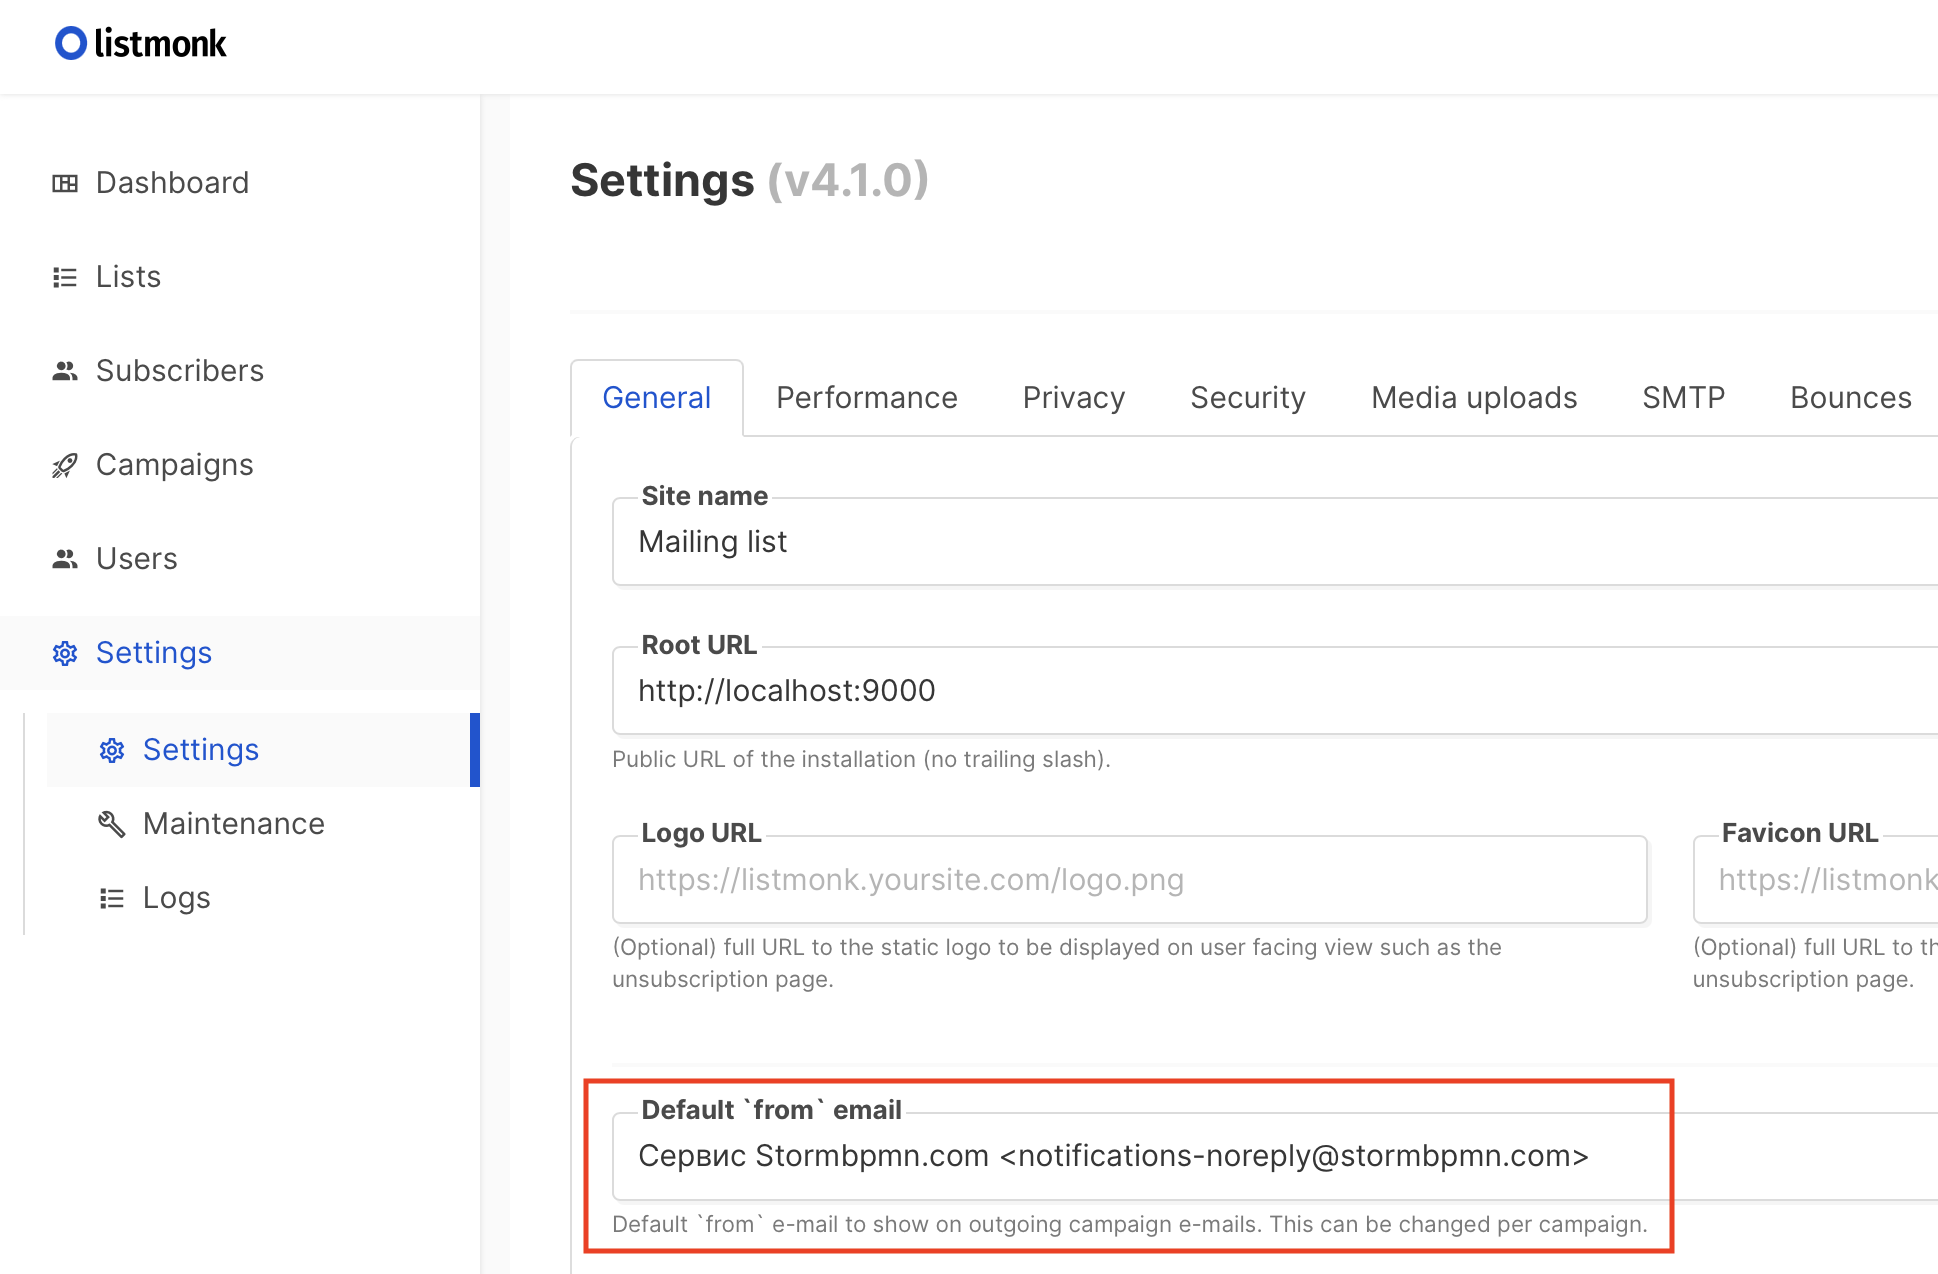 listmonk
Dashboard
Lists
Subscribers
Campaigns
Users
Settings
Settings
Maintenance
Logs
Settings (v4.1.0)
General Performance Privacy Security Media uploads SMTP Bounces
Site name
Mailing list
Root URL
http://localhost:9000
Public URL of the installation (no trailing slash).
Logo URL
https://listmonk.yoursite.com/logo.png
(Optional) full URL to the static logo to be displayed on user facing view such as the
unsubscription page.
Favicon URL
https://listmonk
(Optional) full URL to
unsubscription page.
Default `from` email
Сервис Stormbpmn.com <notifications-noreply@stormbpmn.com>
Default `from` e-mail to show on outgoing campaign e-mails. This can be changed per campaign.